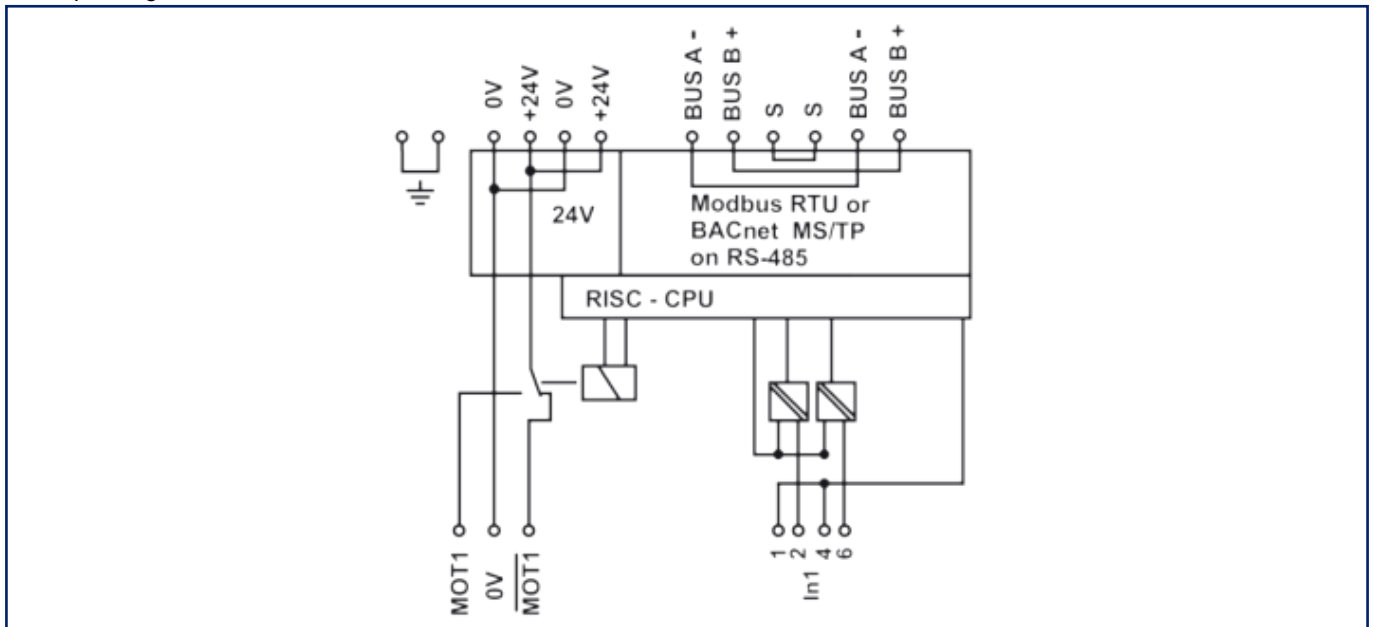 0V
+24V
0V
+24V
BUS A -
BUS B +
S
S
BUS A -
BUS B +
24V
Modbus RTU or
BACnet MS/TP
on RS-485
RISC - CPU
MOT1
0V
MOT1
1
2
4
6
In1